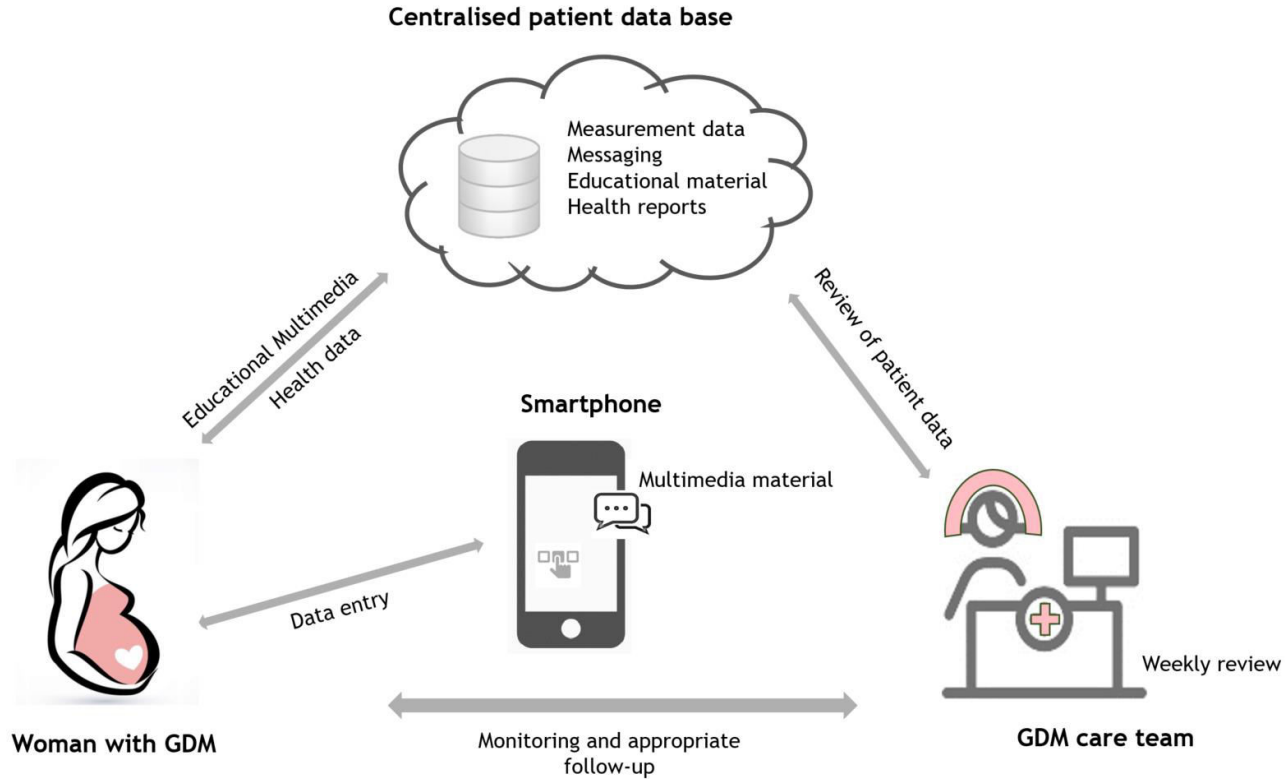 Centralised patient data base
Measurement data
Messaging
Educational material
Health reports
Educational Multimedia
Health data
Review of patient data
Smartphone
Multimedia material
Data entry
Weekly review
Woman with GDM
Monitoring and appropriate
follow-up
GDM care team